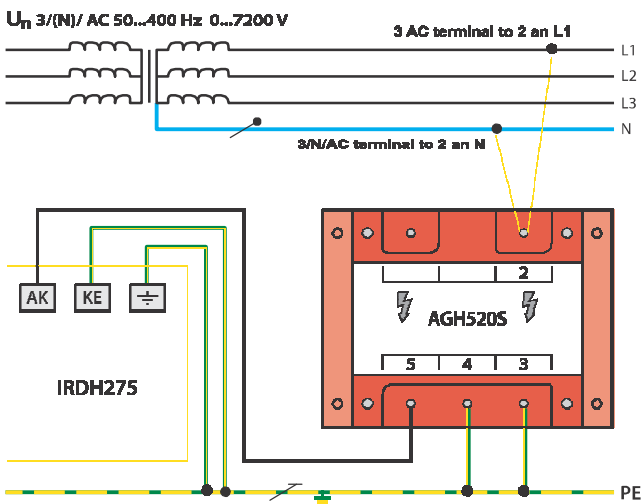 Un 3/(N)/ AC 50...400 Hz 0...7200 V
3 AC terminal to 2 an L1
L1
L2
L3
N
3/N/AC terminal to 2 an N
2
AK
KE
AGH520S
IRDH275
5
4
3
PE